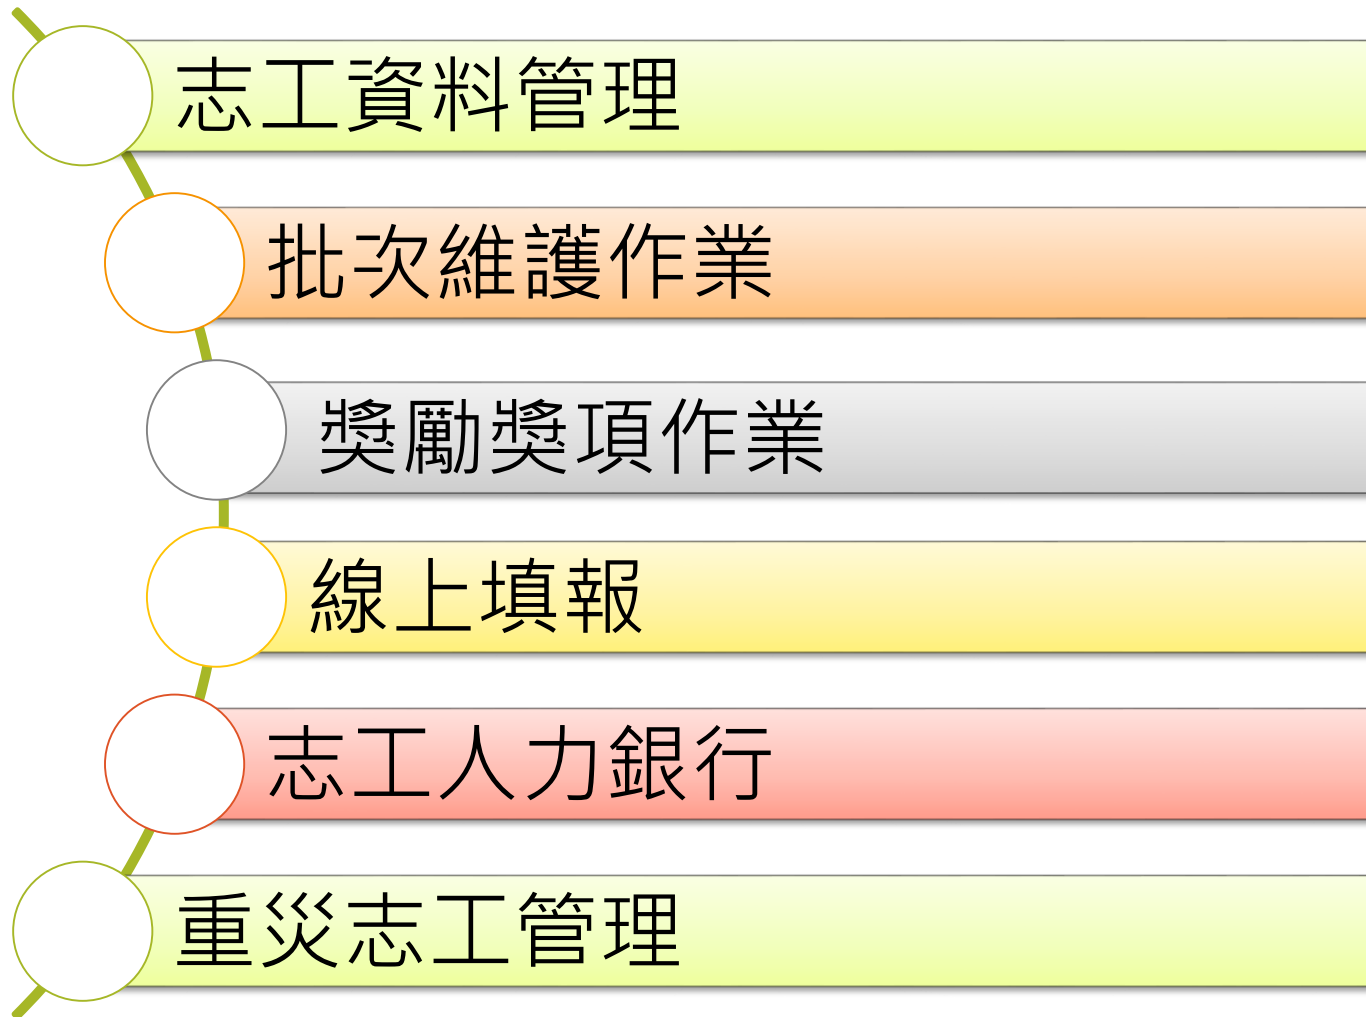 志工資料管理
批次維護作業
獎勵獎項作業
線上填報
志工人力銀行
重災志工管理